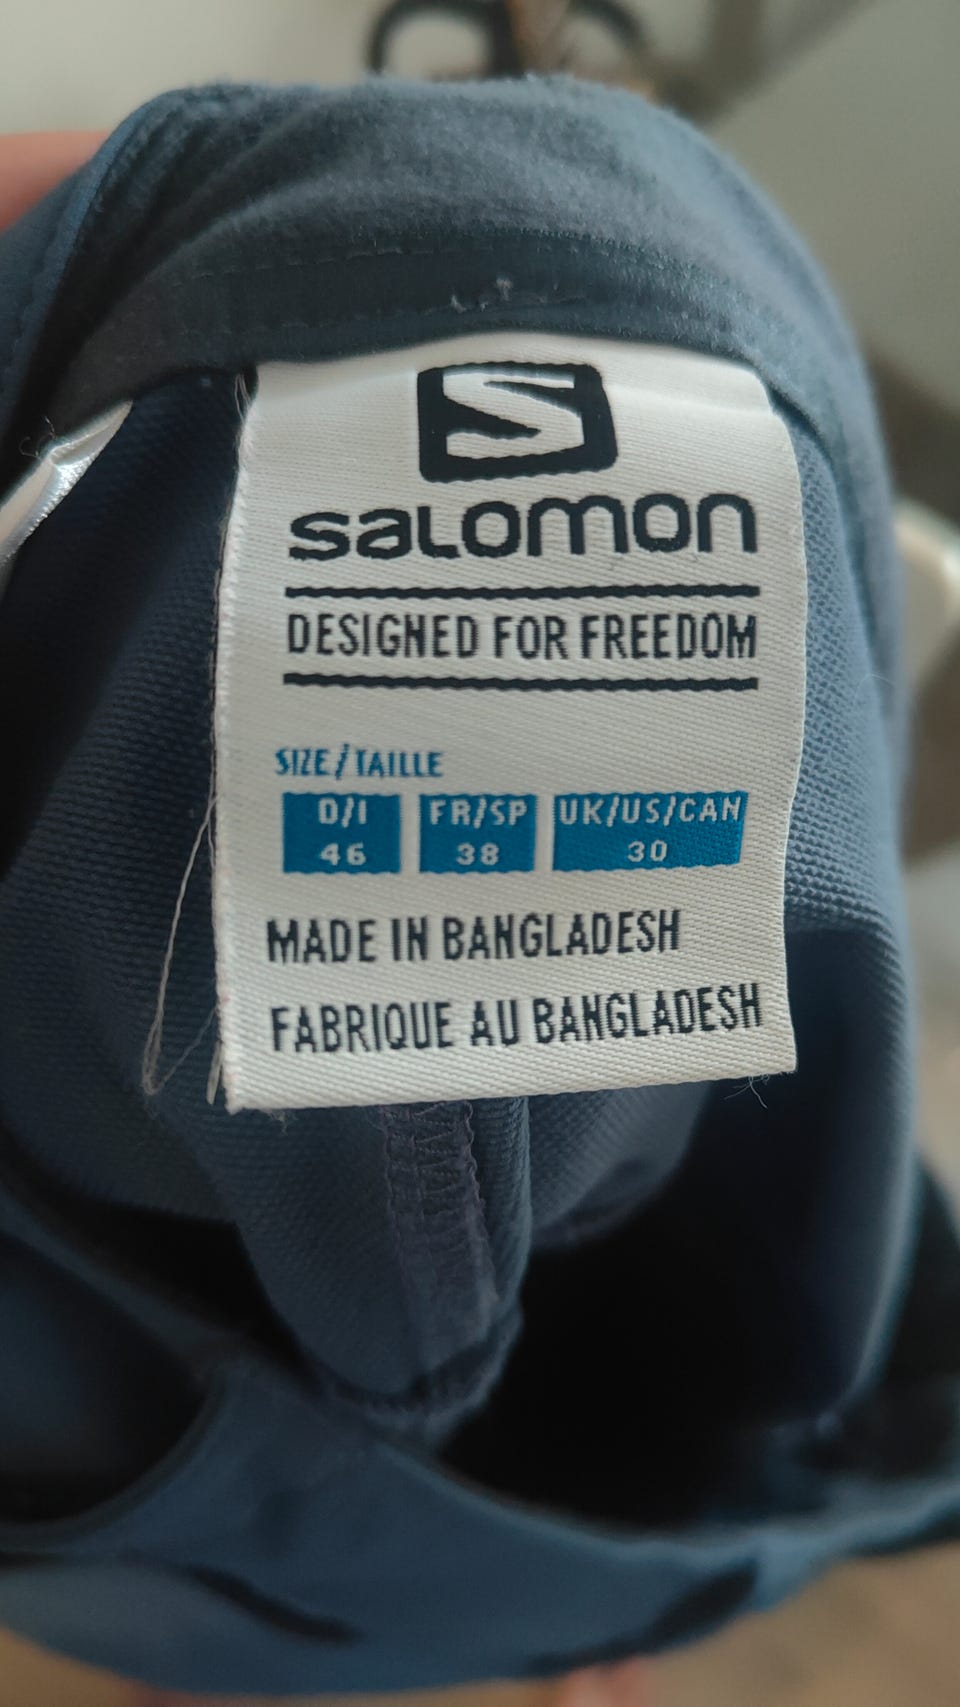 S
salomon
DESIGNED FOR FREEDOM
SIZE/TAILLE
D/I FR/SP UK/US/CAN
46 38 30
MADE IN BANGLADESH
FABRIQUE AU BANGLADESH